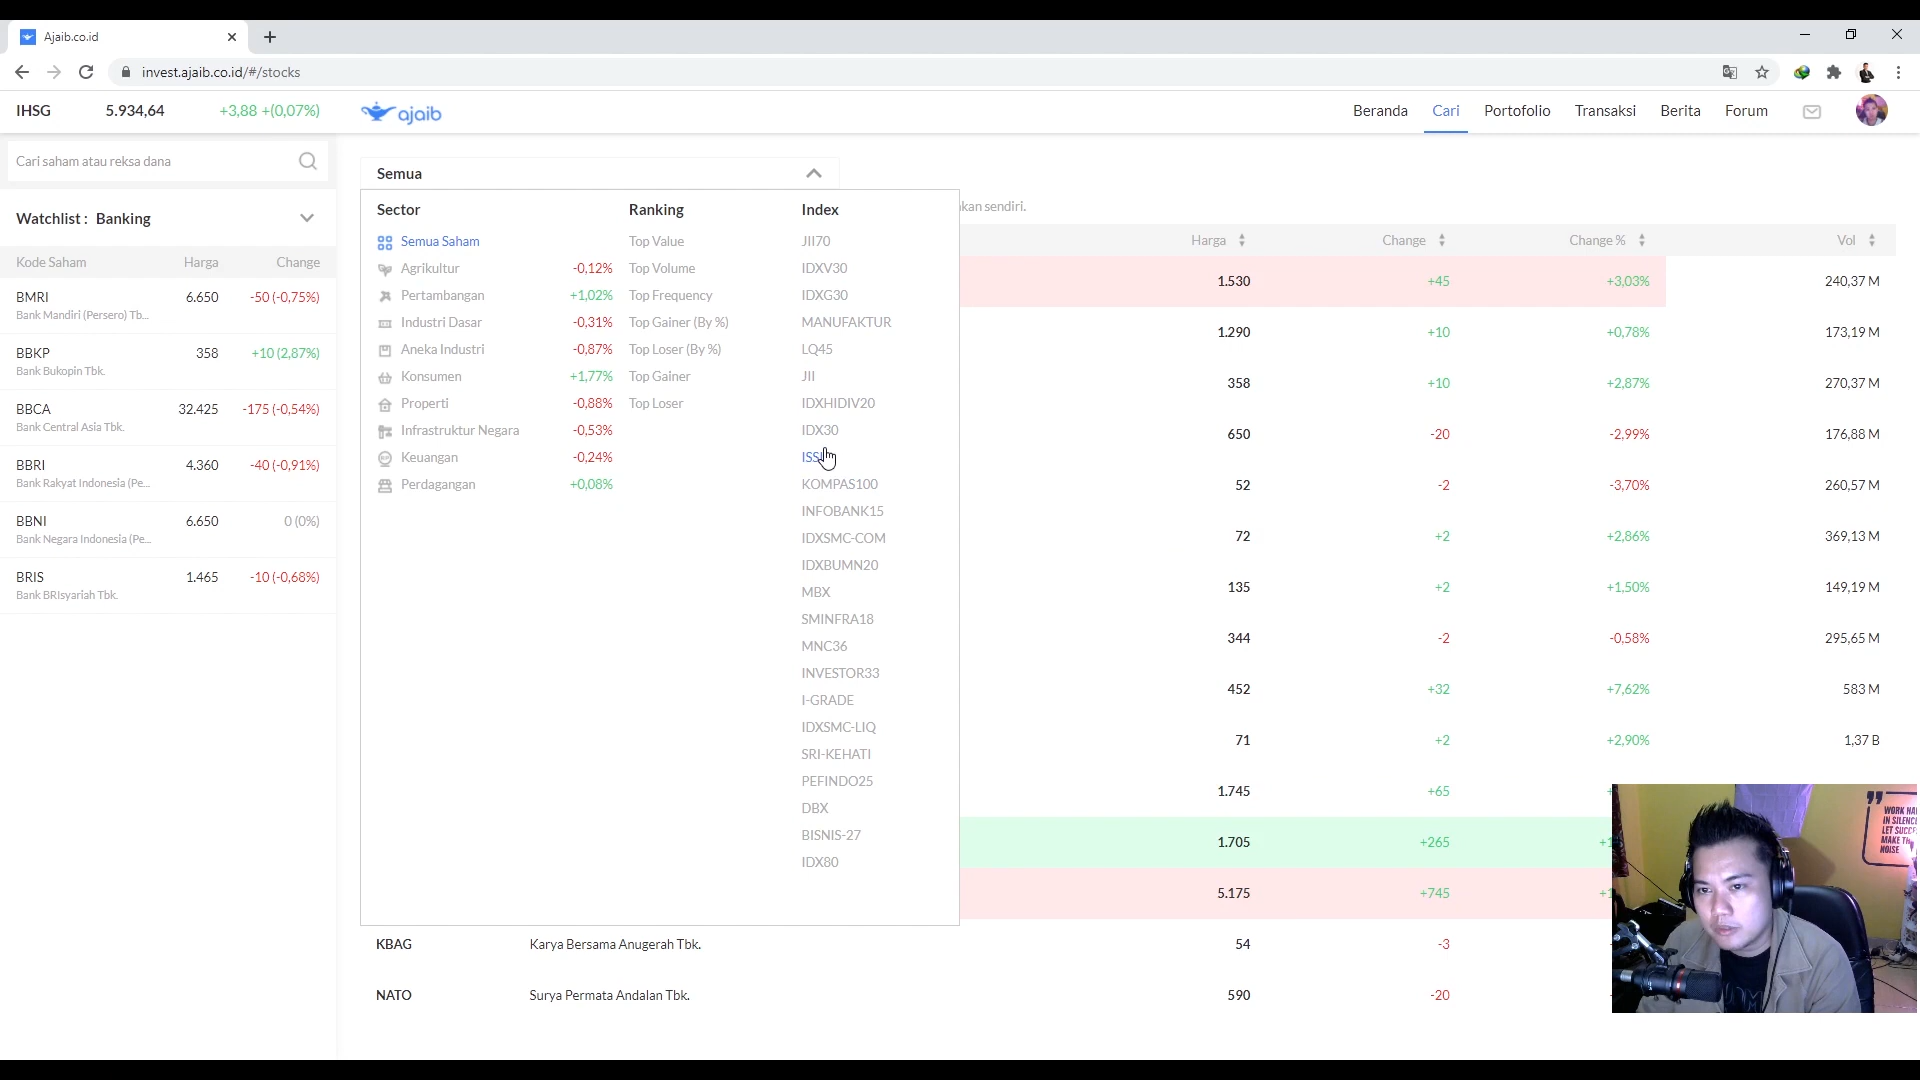 Ajaib.co.id
invest.ajaib.co.id/#/stocks
IHSG 5.934,64 +3,88 +(0,07%)
ajaib
Beranda Cari Portofolio Transaksi Berita Forum
Cari saham atau reksa dana
Watchlist : Banking
Kode Saham Harga Change
BMRI 6.650 -50 (-0,75%)
Bank Mandiri (Persero) Tb...
BBKP 358 +10 (2,87%)
Bank Bukopin Tbk.
BBCA 32.425 -175 (-0,54%)
Bank Central Asia Tbk.
BBRI 4.360 -40 (-0,91%)
Bank Rakyat Indonesia (Pe...
BBNI 6.650 0 (0%)
Bank Negara Indonesia (Pe...
BRIS 1.465 -10 (-0,68%)
Bank BRIsyariah Tbk.
Semua
Sector
Semua Saham
Agrikultur -0,12%
Pertambangan +1,02%
Industri Dasar -0,31%
Aneka Industri -0,87%
Konsumen +1,77%
Properti -0,88%
Infrastruktur Negara -0,53%
Keuangan -0,24%
Perdagangan +0,08%
Ranking
Top Value
Top Volume
Top Frequency
Top Gainer (By %)
Top Loser (By %)
Top Gainer
Top Loser
Index
JII70
IDXV30
IDXG30
MANUFAKTUR
LQ45
JII
IDXHIDIV20
IDX30
KOMPAS100
INFOBANK15
IDXSMC-COM
IDXBUMN20
MBX
SMINFRA18
MNC36
INVESTOR33
I-GRADE
IDXSMC-LIQ
SRI-KEHATI
PEFINDO25
DBX
BISNIS-27
IDX80
sendiri.
Harga Change Change % Vol
1.530 +45 +3,03% 240,37 M
1.290 +10 +0,78% 173,19 M
358 +10 +2,87% 270,37 M
650 -20 -2,99% 176,88 M
52 -2 -3,70% 260,57 M
72 +2 +2,86% 369,13 M
135 +2 +1,50% 149,19 M
344 -2 -0,58% 295,65 M
452 +32 +7,62% 583 M
71 +2 +2,90% 1,37 B
1.745 +65
1.705 +265
5.175 +745
KBAG Karya Bersama Anugerah Tbk. 54 -3
NATO Surya Permata Andalan Tbk. 590 -20
WORK
IN SILENCE
LET
MAKE
NOISE